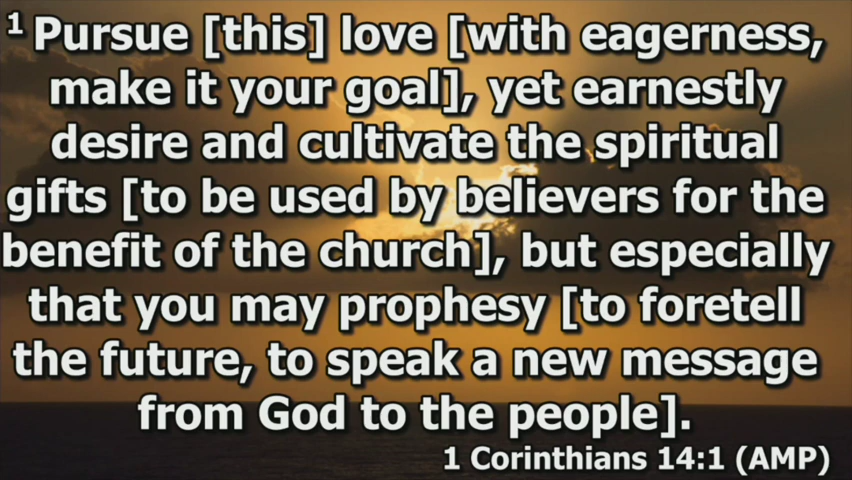 1 Pursue [this] love [with eagerness,
make it your goal], yet earnestly
desire and cultivate the spiritual
gifts [to be used by believers for the
benefit of the church], but especially
that you may prophesy [to foretell
the future, to speak a new message
from God to the people].
1 Corinthians 14:1 (AMP)